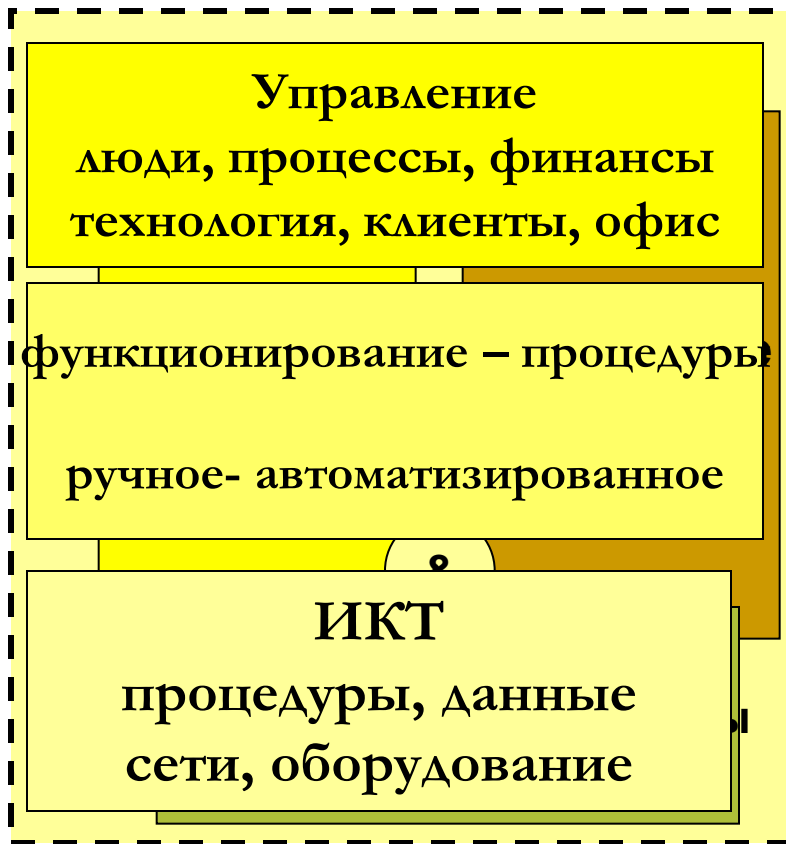 Управление
люди, процессы, финансы
технология, клиенты, офис
функционирование – процедуры
ручное- автоматизированное
&
ИКТ
процедуры, данные
сети, оборудование